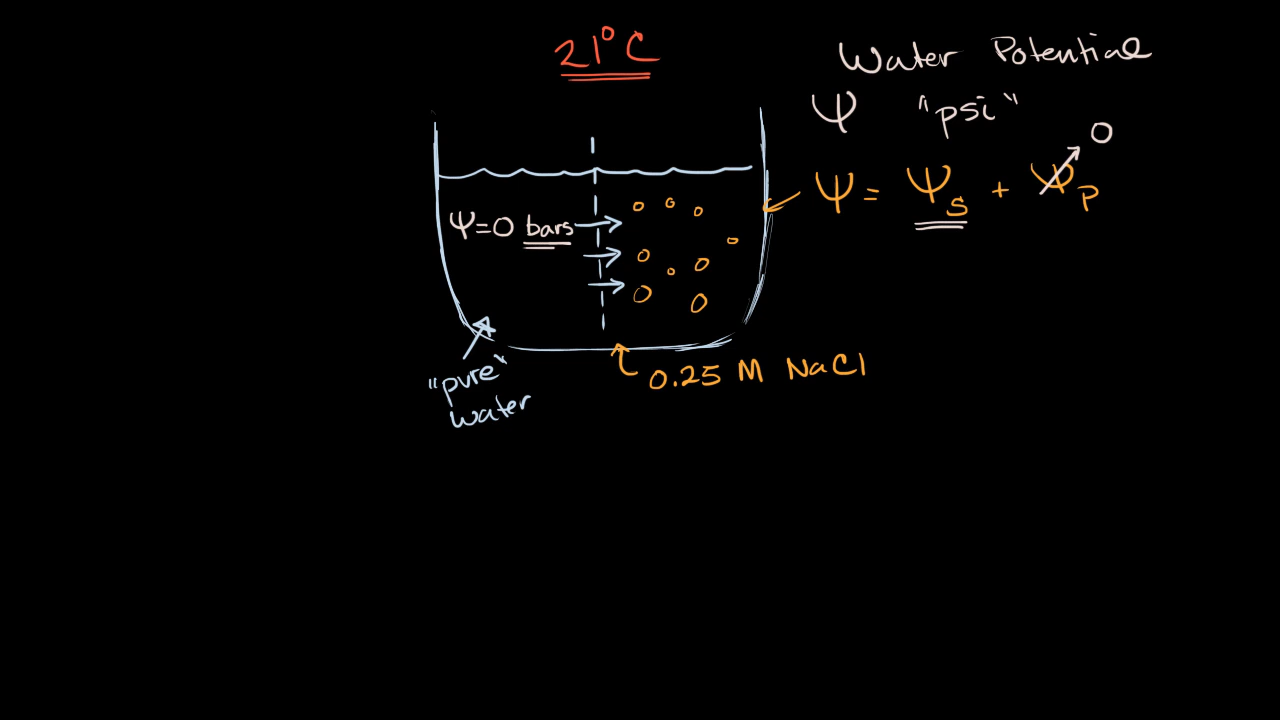 21° C
Water Potential
Ψ "psi"
Ψ = Ψs + Ψp 0
Ψ=0 bars
"pure"
water
0.25 M NaCl